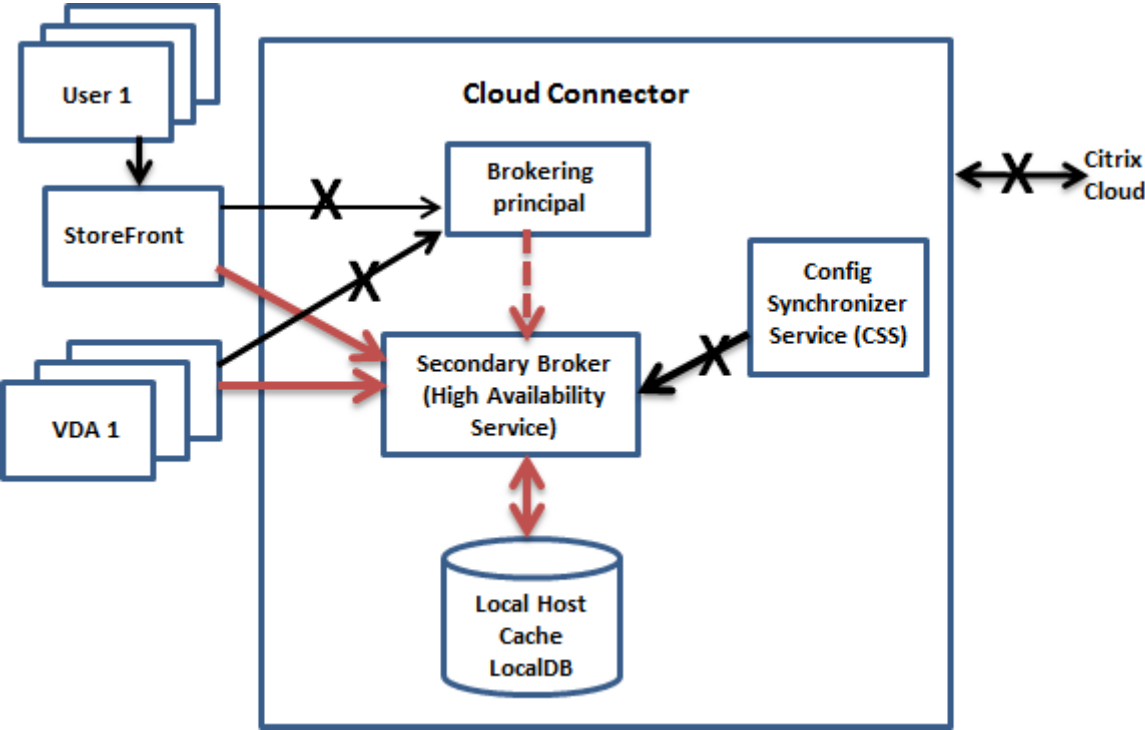 User 1
Cloud Connector
Brokering
principal
X
X
Citrix
Cloud
StoreFront
X
Config
Synchronizer
Service (CSS)
X
Secondary Broker
(High Availability
Service)
VDA 1
Local Host
Cache
LocalDB